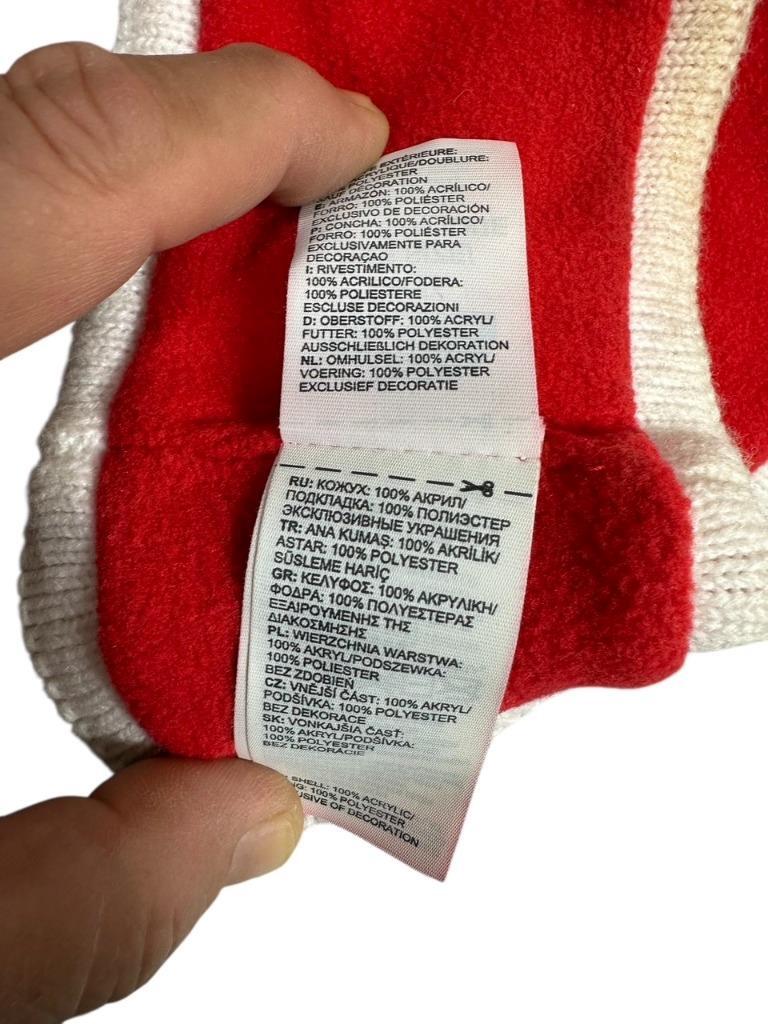 EXTÉRIEURE:
ACRYLIQUE/DOUBLURE:
POLYESTER
SAUF DÉCORATION
E: ARMAZÓN: 100% ACRÍLICO/
FORRO: 100% POLIÉSTER
EXCLUSIVO DE DECORACIÓN
P: CONCHA: 100% ACRÍLICO/
FORRO: 100% POLIÉSTER
EXCLUSIVAMENTE PARA
DECORAÇAO
I: RIVESTIMENTO:
100% ACRILICO/FODERA:
100% POLIESTERE
ESCLUSE DECORAZIONI
D: OBERSTOFF: 100% ACRYL/
FUTTER: 100% POLYESTER
AUSSCHLIEßLICH DEKORATION
NL: OMHULSEL: 100% ACRYL/
VOERING: 100% POLYESTER
EXCLUSIEF DECORATIE
RU: КОЖУХ: 100% АКРИЛ/
ПОДКЛАДКА: 100% ПОЛИЭСТЕР
ЭКСКЛЮЗИВНЫЕ УКРАШЕНИЯ
TR: ANA KUMAŞ: 100% AKRİLİK/
ASTAR: 100% POLYESTER
SÜSLEME HARİÇ
GR: ΚΕΛΥΦΟΣ: 100% ΑΚΡΥΛΙΚΗ/
ΦΟΔΡΑ: 100% ΠΟΛΥΕΣΤΕΡΑΣ
ΕΞΑΙΡΟΥΜΕΝΗΣ ΤΗΣ
ΔΙΑΚΟΣΜΗΣΗΣ
PL: WIERZCHNIA WARSTWA:
100% AKRYL/PODSZEWKA:
100% POLIESTER
BEZ ZDOBIEŃ
CZ: VNĚJŠÍ ČÁST: 100% AKRYL/
PODŠÍVKA: 100% POLYESTER
BEZ DEKORACE
SK: VONKAJŠIA ČASŤ:
100% AKRYL/PODŠÍVKA:
100% POLYESTER
BEZ DEKORÁCIE
SHELL: 100% ACRYLIC/
100% POLYESTER
OF DECORATION